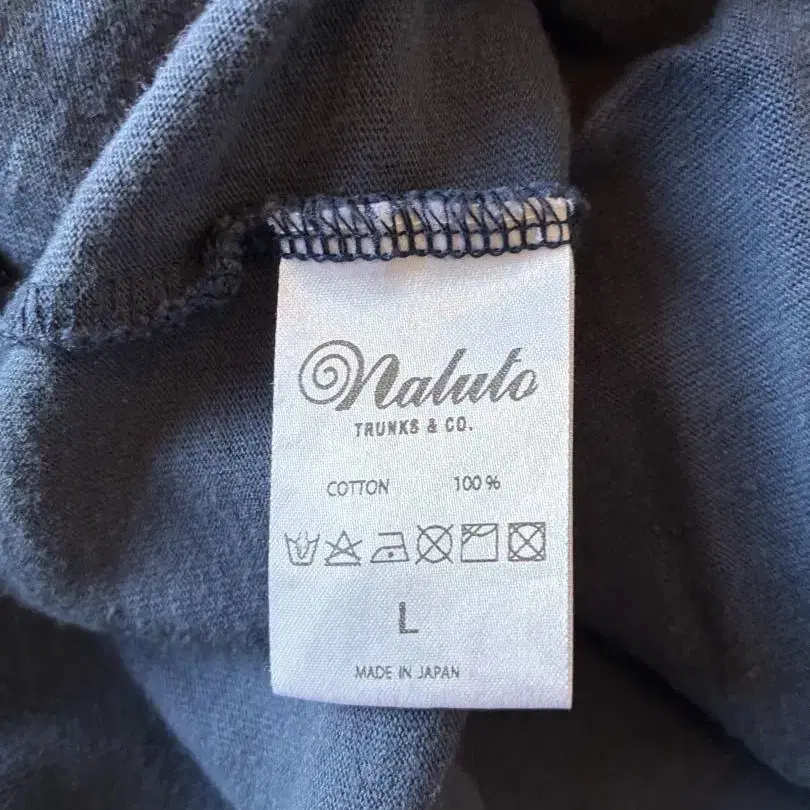 naluto
TRUNKS & CO.
COTTON 100%
L
MADE IN JAPAN